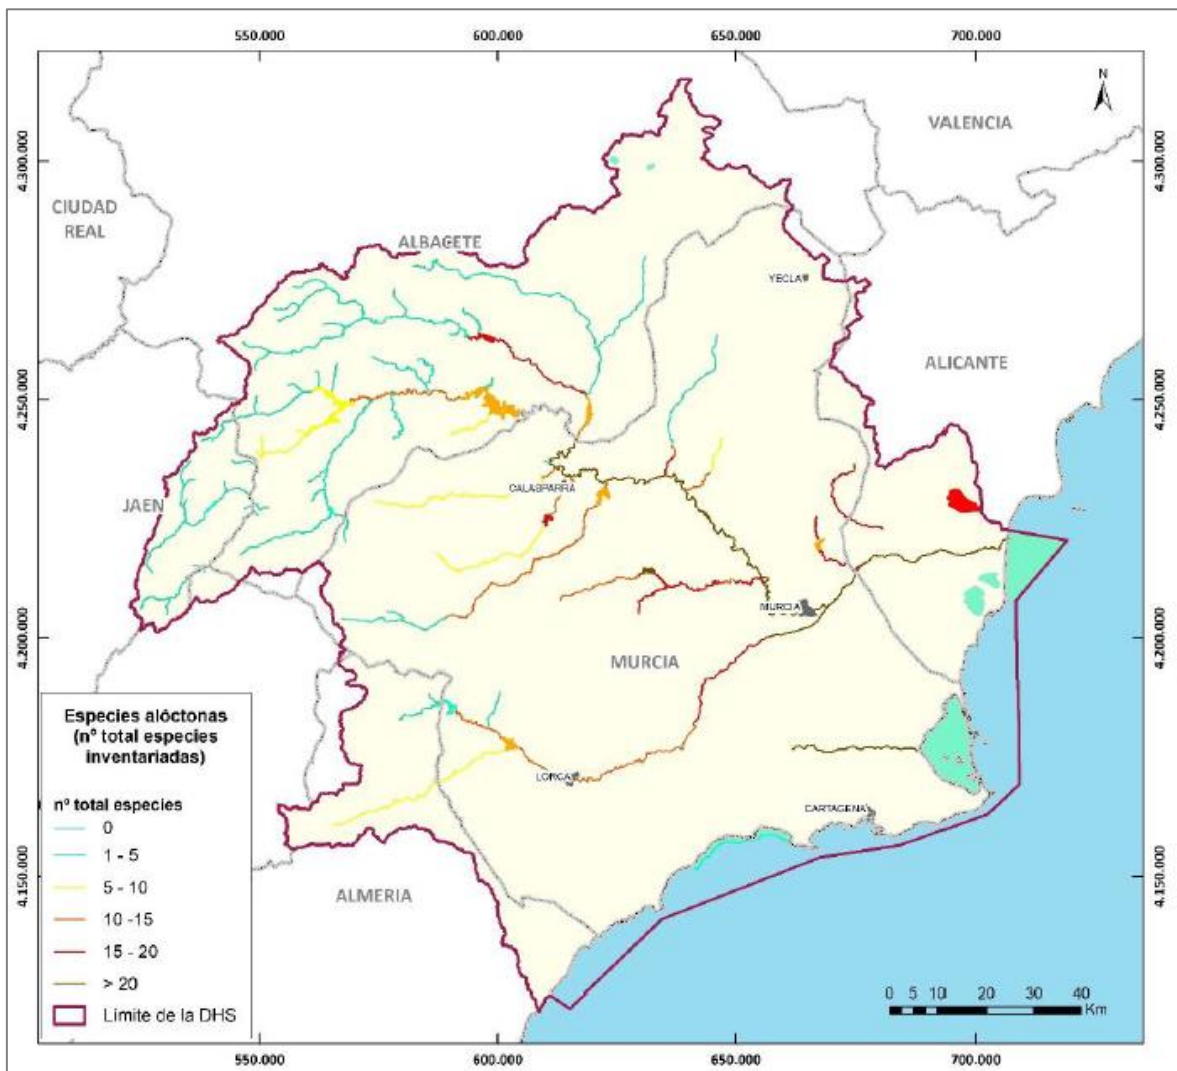 550.000
600.000
650.000
700.000
N
VALENCIA
4.300.000
4.300.000
CIUDAD
REAL
ALBACETE
YECLA
ALICANTE
4.250.000
4.250.000
CALASPARRA
JAEN
MURCIA
4.200.000
4.200.000
MURCIA
Especies alóctonas
(nº total especies
inventariadas)
nº total especies
0
1 - 5
5 - 10
10 -15
15 - 20
> 20
Límite de la DHS
LORCA
CARTAGENA
4.150.000
4.150.000
ALMERIA
0 5 10 20 30 40
Km
550.000
600.000
650.000
700.000